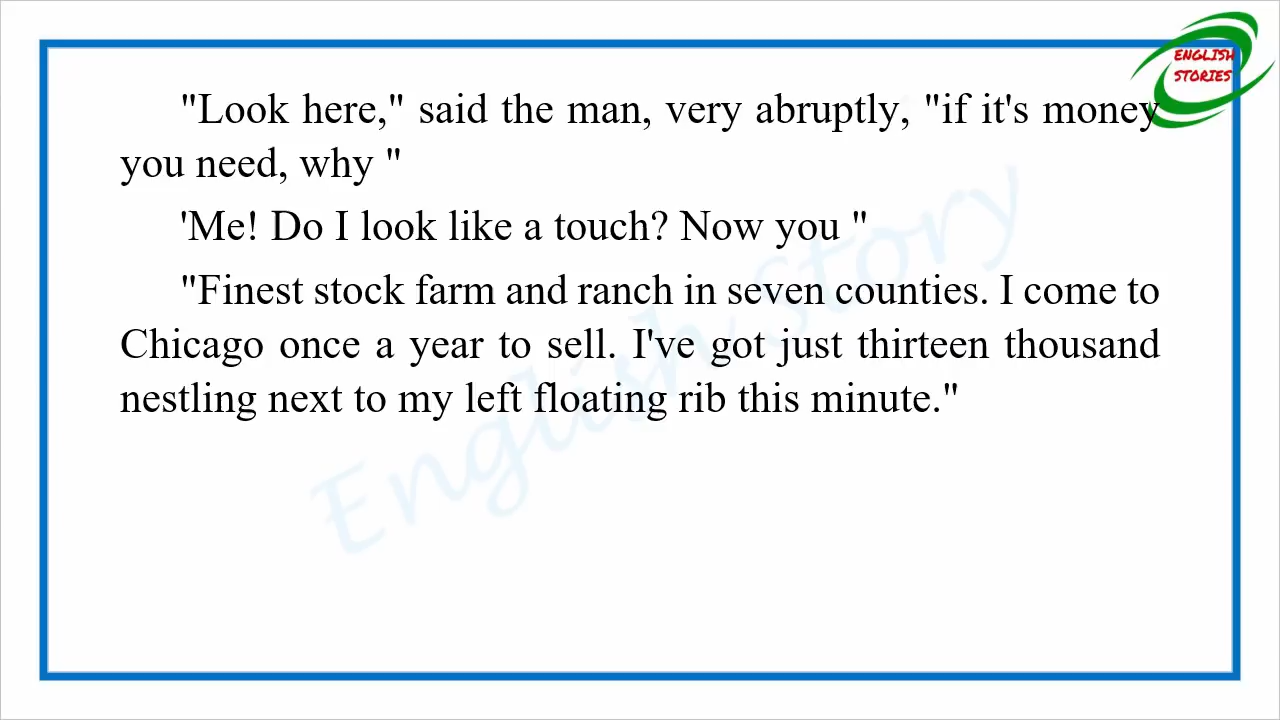 ENGLISH
STORIES
"Look here," said the man, very abruptly, "if it's money
you need, why "
'Me! Do I look like a touch? Now you "
"Finest stock farm and ranch in seven counties. I come to
Chicago once a year to sell. I've got just thirteen thousand
nestling next to my left floating rib this minute."
English Story